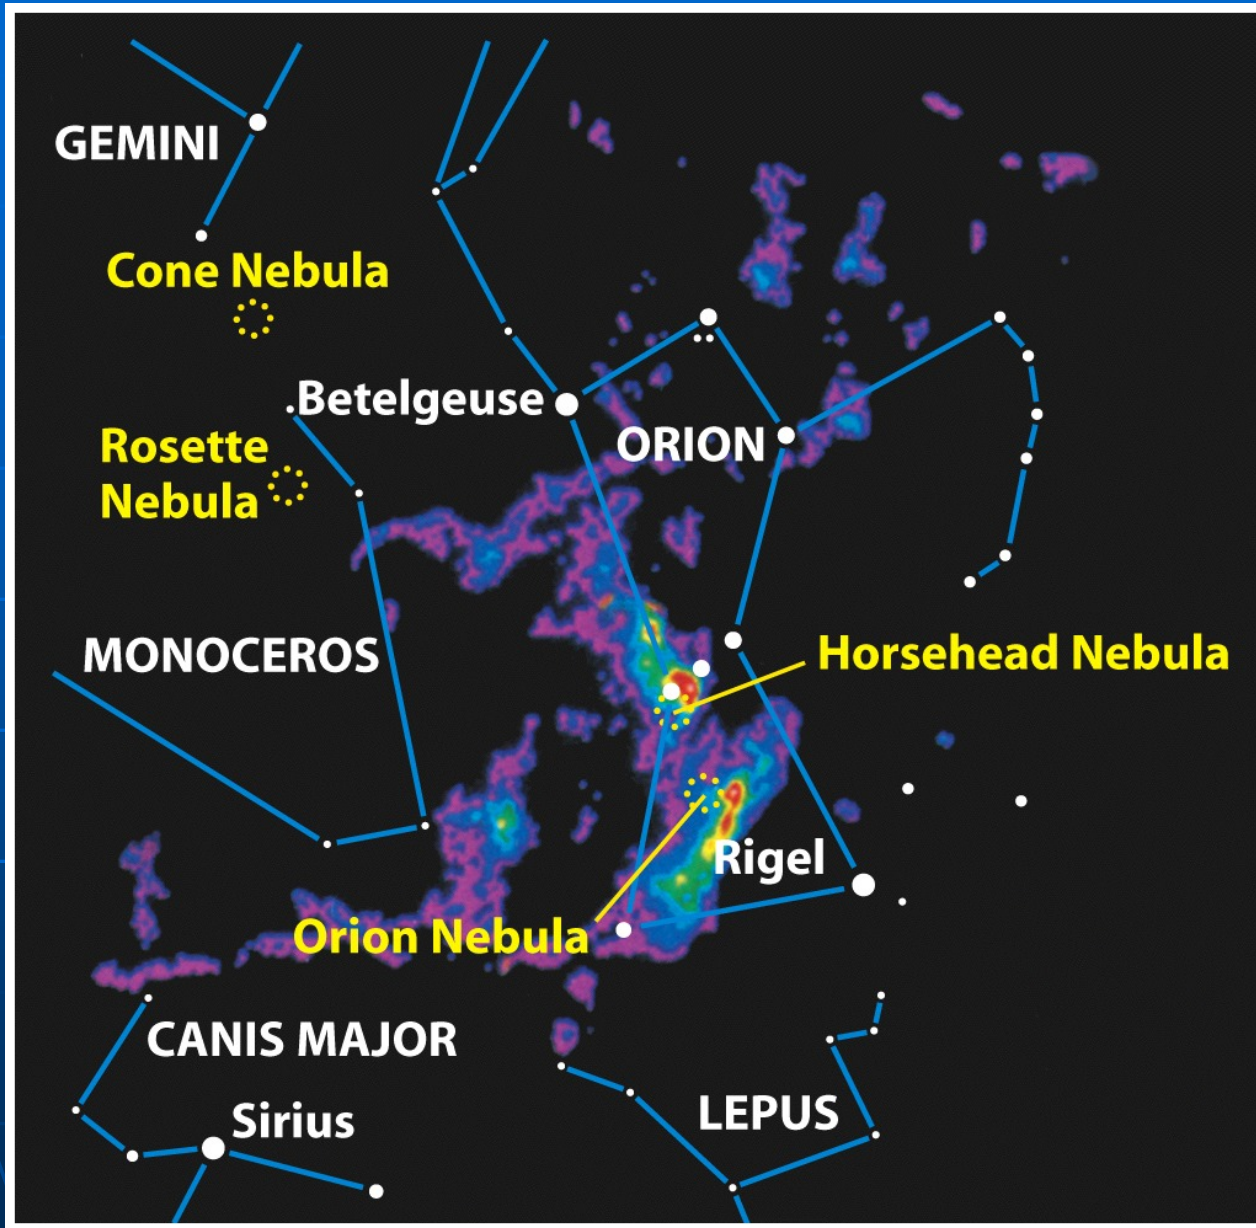 GEMINI
Cone Nebula
Betelgeuse
ORION
Rosette
Nebula
MONOCEROS
Horsehead Nebula
Rigel
Orion Nebula
CANIS MAJOR
Sirius
LEPUS